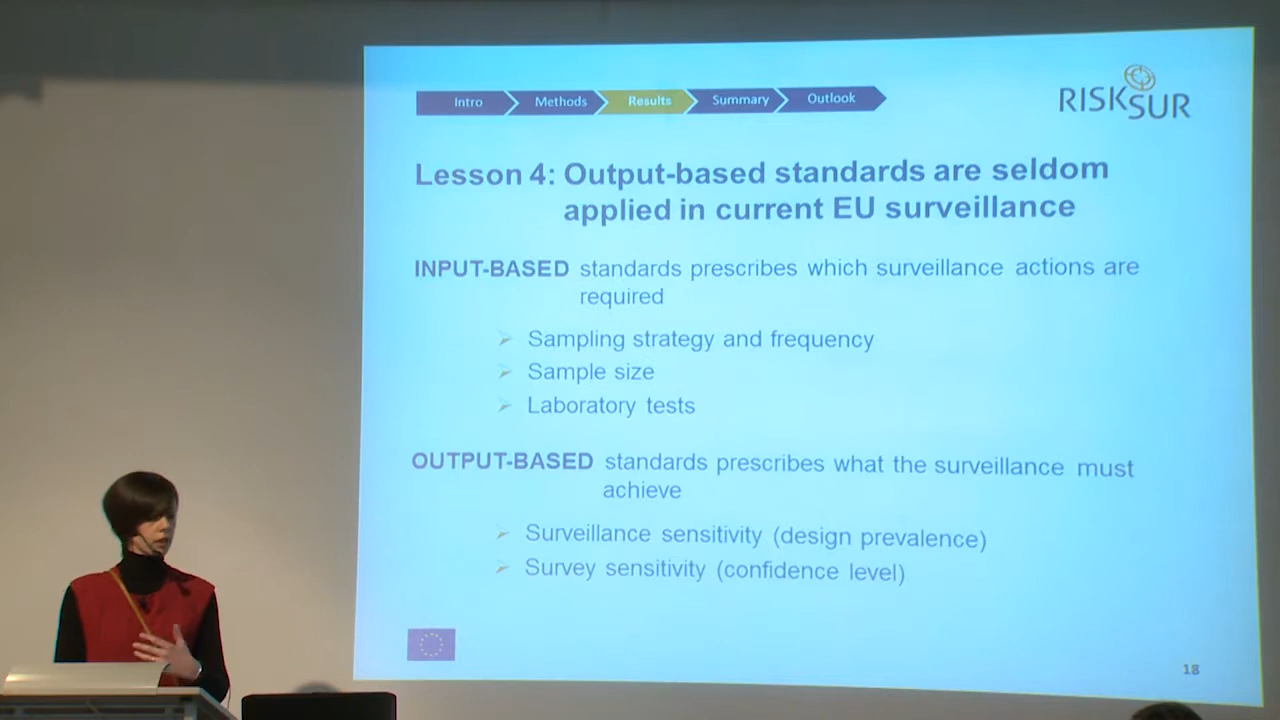 Intro Methods Results Summary Outlook
RISKSUR
Lesson 4: Output-based standards are seldom
applied in current EU surveillance
INPUT-BASED standards prescribes which surveillance actions are
required
Sampling strategy and frequency
Sample size
Laboratory tests
OUTPUT-BASED standards prescribes what the surveillance must
achieve
Surveillance sensitivity (design prevalence)
Survey sensitivity (confidence level)
18